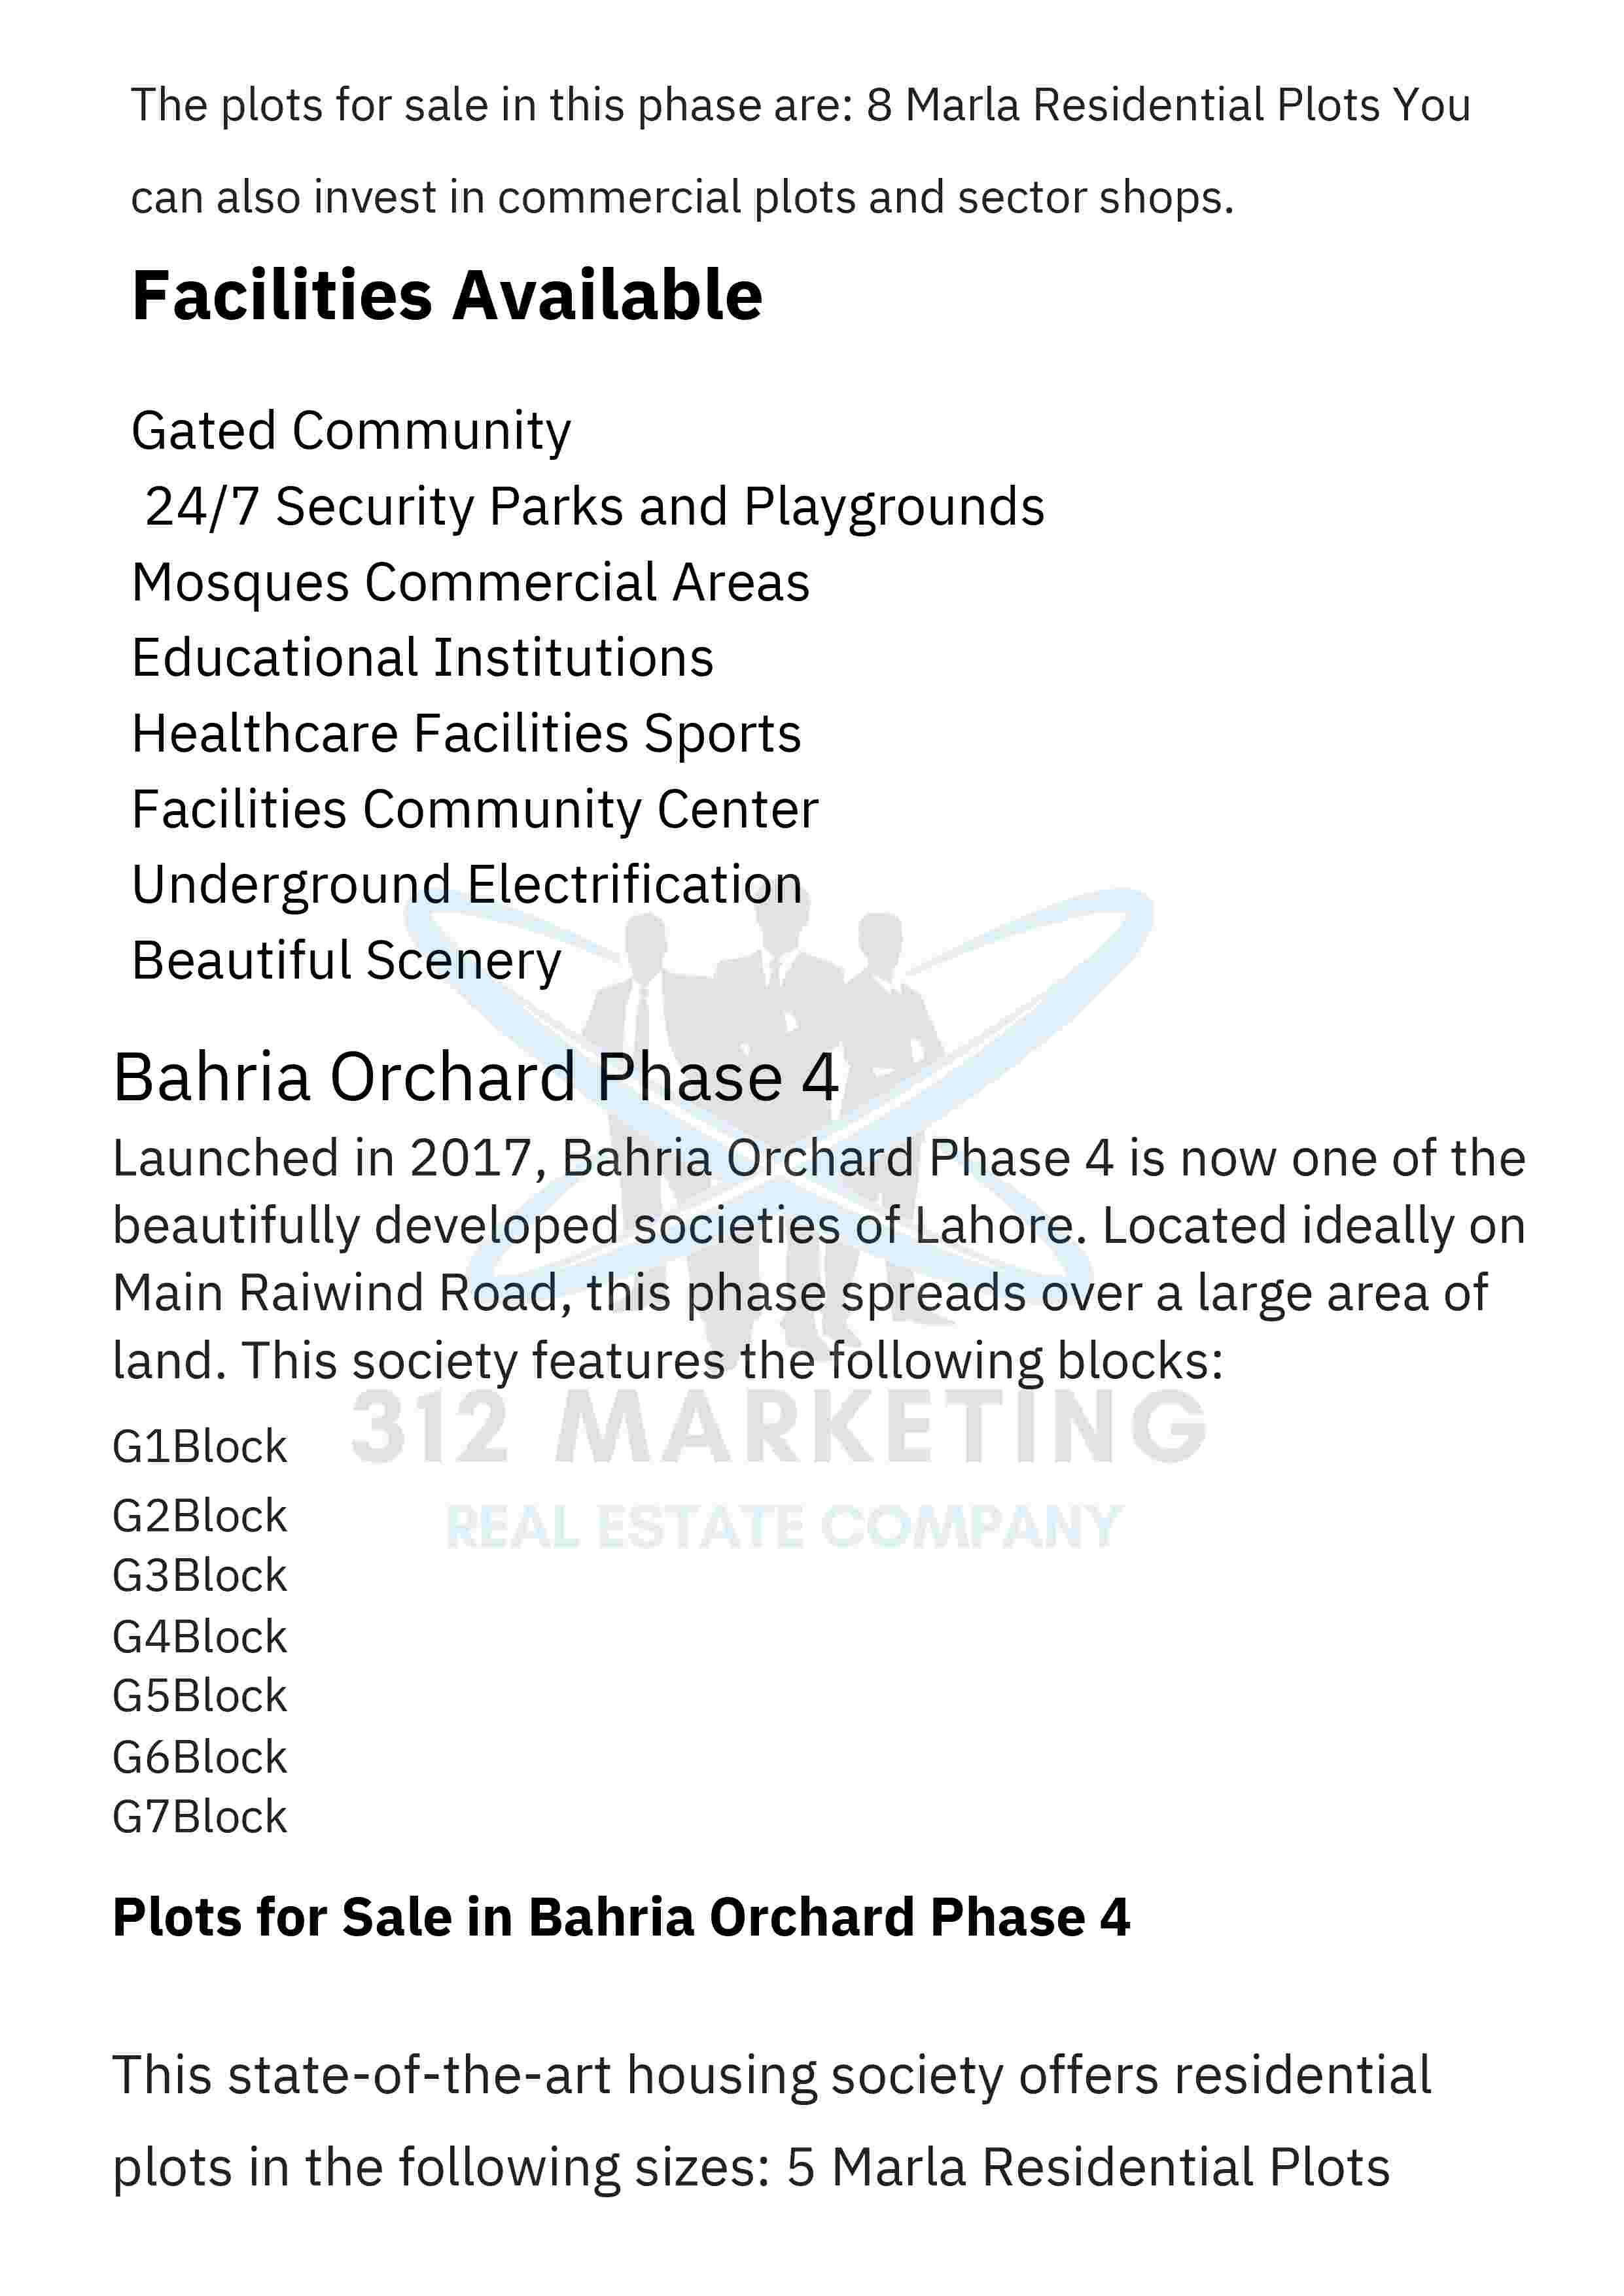 The plots for sale in this phase are: 8 Marla Residential Plots You
can also invest in commercial plots and sector shops.
Facilities Available
Gated Community
24/7 Security Parks and Playgrounds
Mosques Commercial Areas
Educational Institutions
Healthcare Facilities Sports
Facilities Community Center
Underground Electrification
Beautiful Scenery
Bahria Orchard Phase 4
Launched in 2017, Bahria Orchard Phase 4 is now one of the
beautifully developed societies of Lahore. Located ideally on
Main Raiwind Road, this phase spreads over a large area of
land. This society features the following blocks:
312 MARKETING
REAL ESTATE COMPANY
G1Block
G2Block
G3Block
G4Block
G5Block
G6Block
G7Block
Plots for Sale in Bahria Orchard Phase 4
This state-of-the-art housing society offers residential
plots in the following sizes: 5 Marla Residential Plots